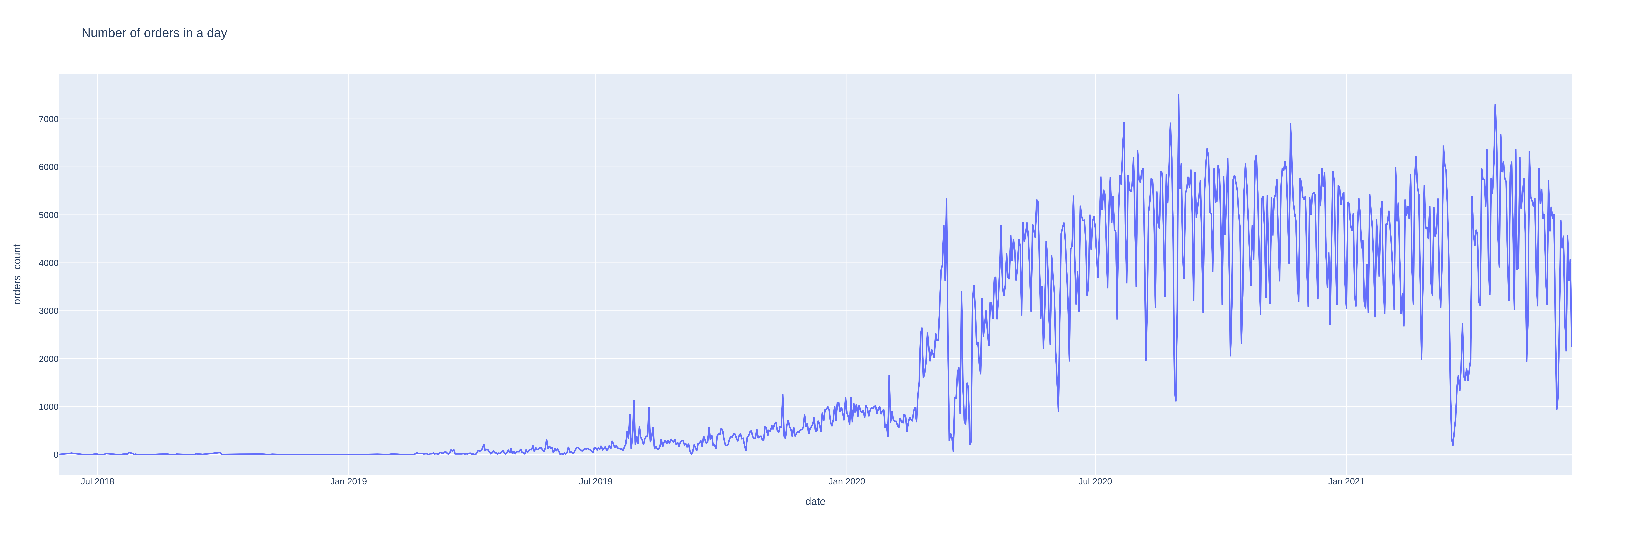 Number of orders in a day
7000
6000
5000
4000
3000
2000
1000
0
orders_count
Jul 2018
Jan 2019
Jul 2019
Jan 2020
Jul 2020
Jan 2021
date